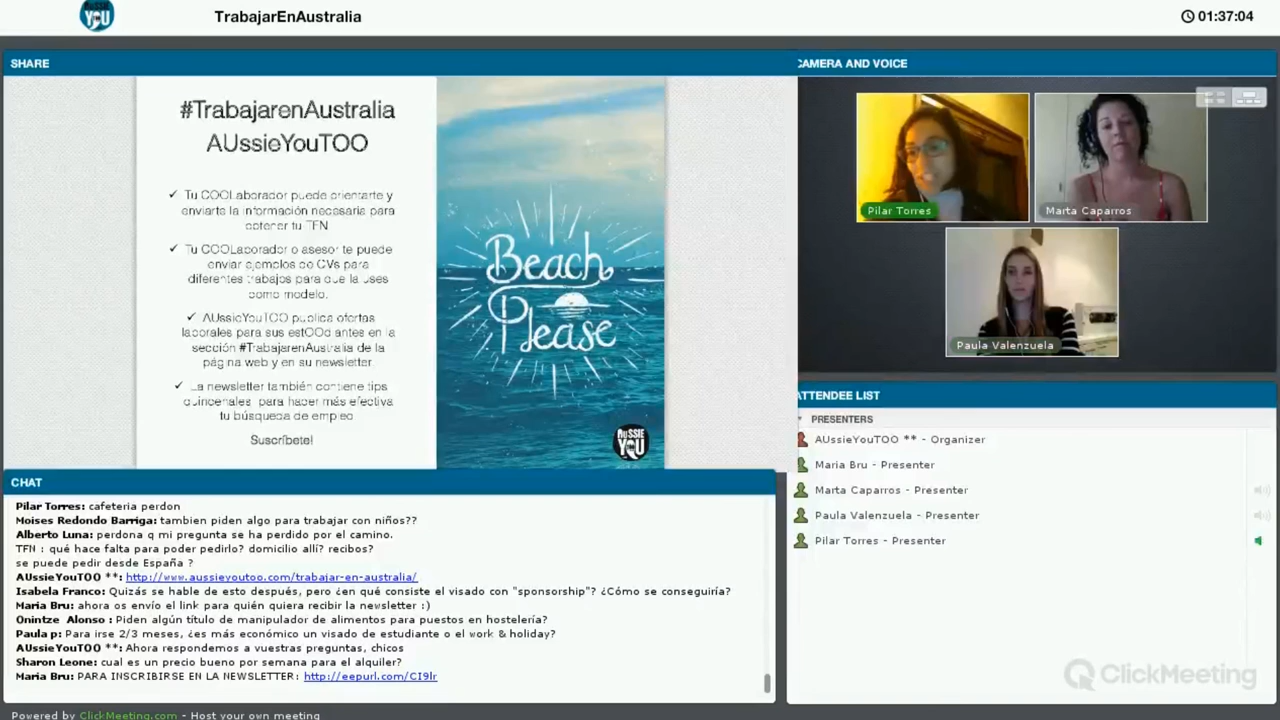 AUSSIE
YOU
TrabajarEnAustralia
01:37:04
SHARE
#TrabajarenAustralia
AUssieYouTOO
✓ Tu COOLaborador puede orientarte y
enviarte la información necesaria para
obtener tu TFN
✓ Tu COOLaborador o asesor te puede
enviar ejemplos de CVs para
diferentes trabajos para que la uses
como modelo.
✓ AUssieYouTOO publica ofertas
laborales para sus estOOdiantes en la
sección #TrabajarenAustralia de la
página web y en su newsletter.
✓ La newsletter también contiene tips
quincenales para hacer más efectiva
tu búsqueda de empleo
Suscríbete!
Beach
Please
AUSSIE
YOU
CAMERA AND VOICE
Pilar Torres
Marta Caparros
Paula Valenzuela
ATTENDEE LIST
PRESENTERS
AUssieYouTOO ** - Organizer
Maria Bru - Presenter
Marta Caparros - Presenter
Paula Valenzuela - Presenter
Pilar Torres - Presenter
CHAT
Pilar Torres: cafeteria perdon
Moises Redondo Barriga: tambien piden algo para trabajar con niños??
Alberto Luna: perdona q mi pregunta se ha perdido por el camino.
TFN : qué hace falta para poder pedirlo? domicilio allí? recibos?
se puede pedir desde España ?
AUssieYouTOO **: http://www.aussieyoutoo.com/trabajar-en-australia/
Isabela Franco: Quizás se hable de esto después, pero ¿en qué consiste el visado con "sponsorship"? ¿Cómo se conseguiría?
Maria Bru: ahora os envío el link para quién quiera recibir la newsletter :)
Onintze Alonso : Piden algún título de manipulador de alimentos para puestos en hostelería?
Paula p: Para irse 2/3 meses, ¿es más económico un visado de estudiante o el work & holiday?
AUssieYouTOO **: Ahora respondemos a vuestras preguntas, chicos
Sharon Leone: cual es un precio bueno por semana para el alquiler?
Maria Bru: PARA INSCRIBIRSE EN LA NEWSLETTER: http://eepurl.com/CI9lr
ClickMeeting
Powered by ClickMeeting.com - Host your own meeting